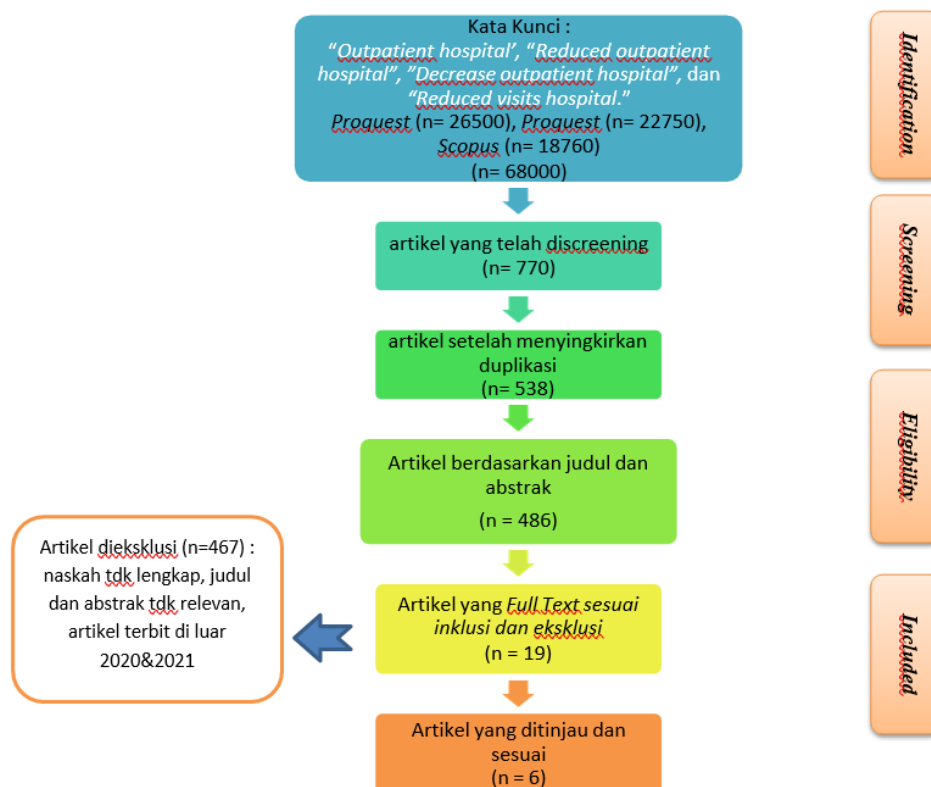 Kata Kunci :
“Outpatient hospital’, “Reduced outpatient
hospital”, ”Decrease outpatient hospital”, dan
“Reduced visits hospital.”
Proquest (n= 26500), Proquest (n= 22750),
Scopus (n= 18760)
(n= 68000)
Identification
artikel yang telah discreening
(n= 770)
Screening
artikel setelah menyingkirkan
duplikasi
(n= 538)
Artikel berdasarkan judul dan
abstrak
(n = 486)
Eligibility
Artikel dieksklusi (n=467) :
naskah tdk lengkap, judul
dan abstrak tdk relevan,
artikel terbit di luar
2020&2021
Artikel yang Full Text sesuai
inklusi dan eksklusi
(n = 19)
Included
Artikel yang ditinjau dan
sesuai
(n = 6)